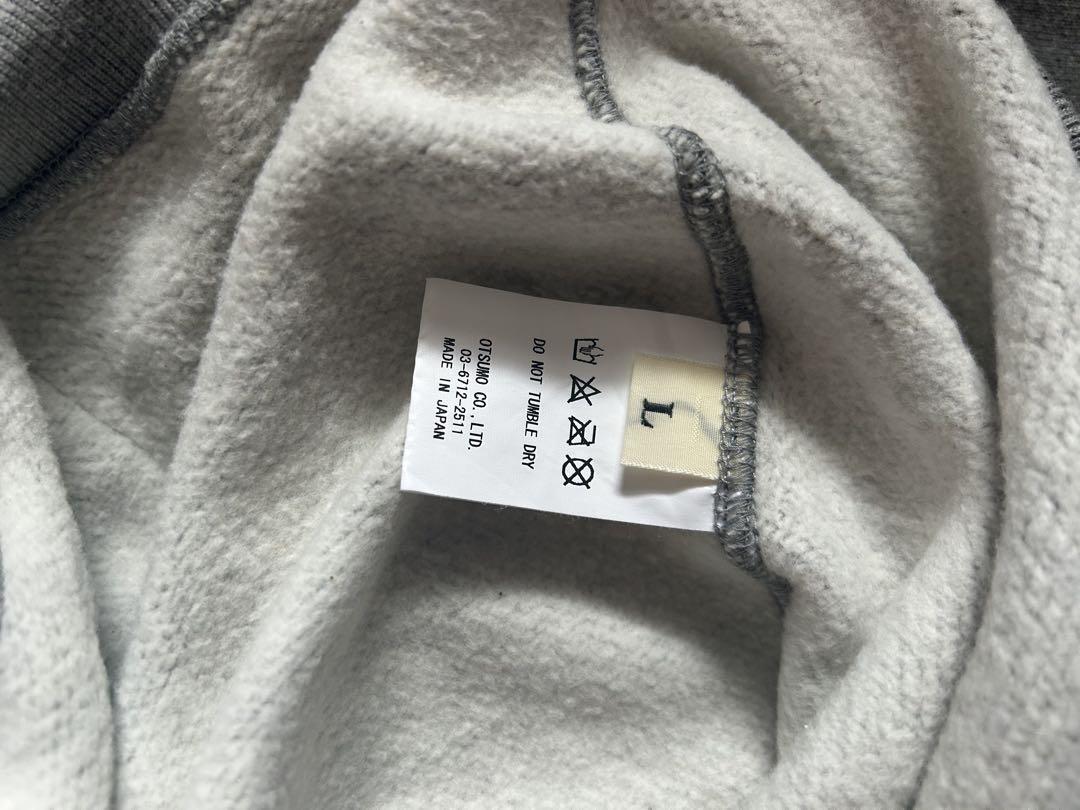 L
DO NOT TUMBLE DRY
OTSUMO CO.,LTD.
03-6712-2511
MADE IN JAPAN